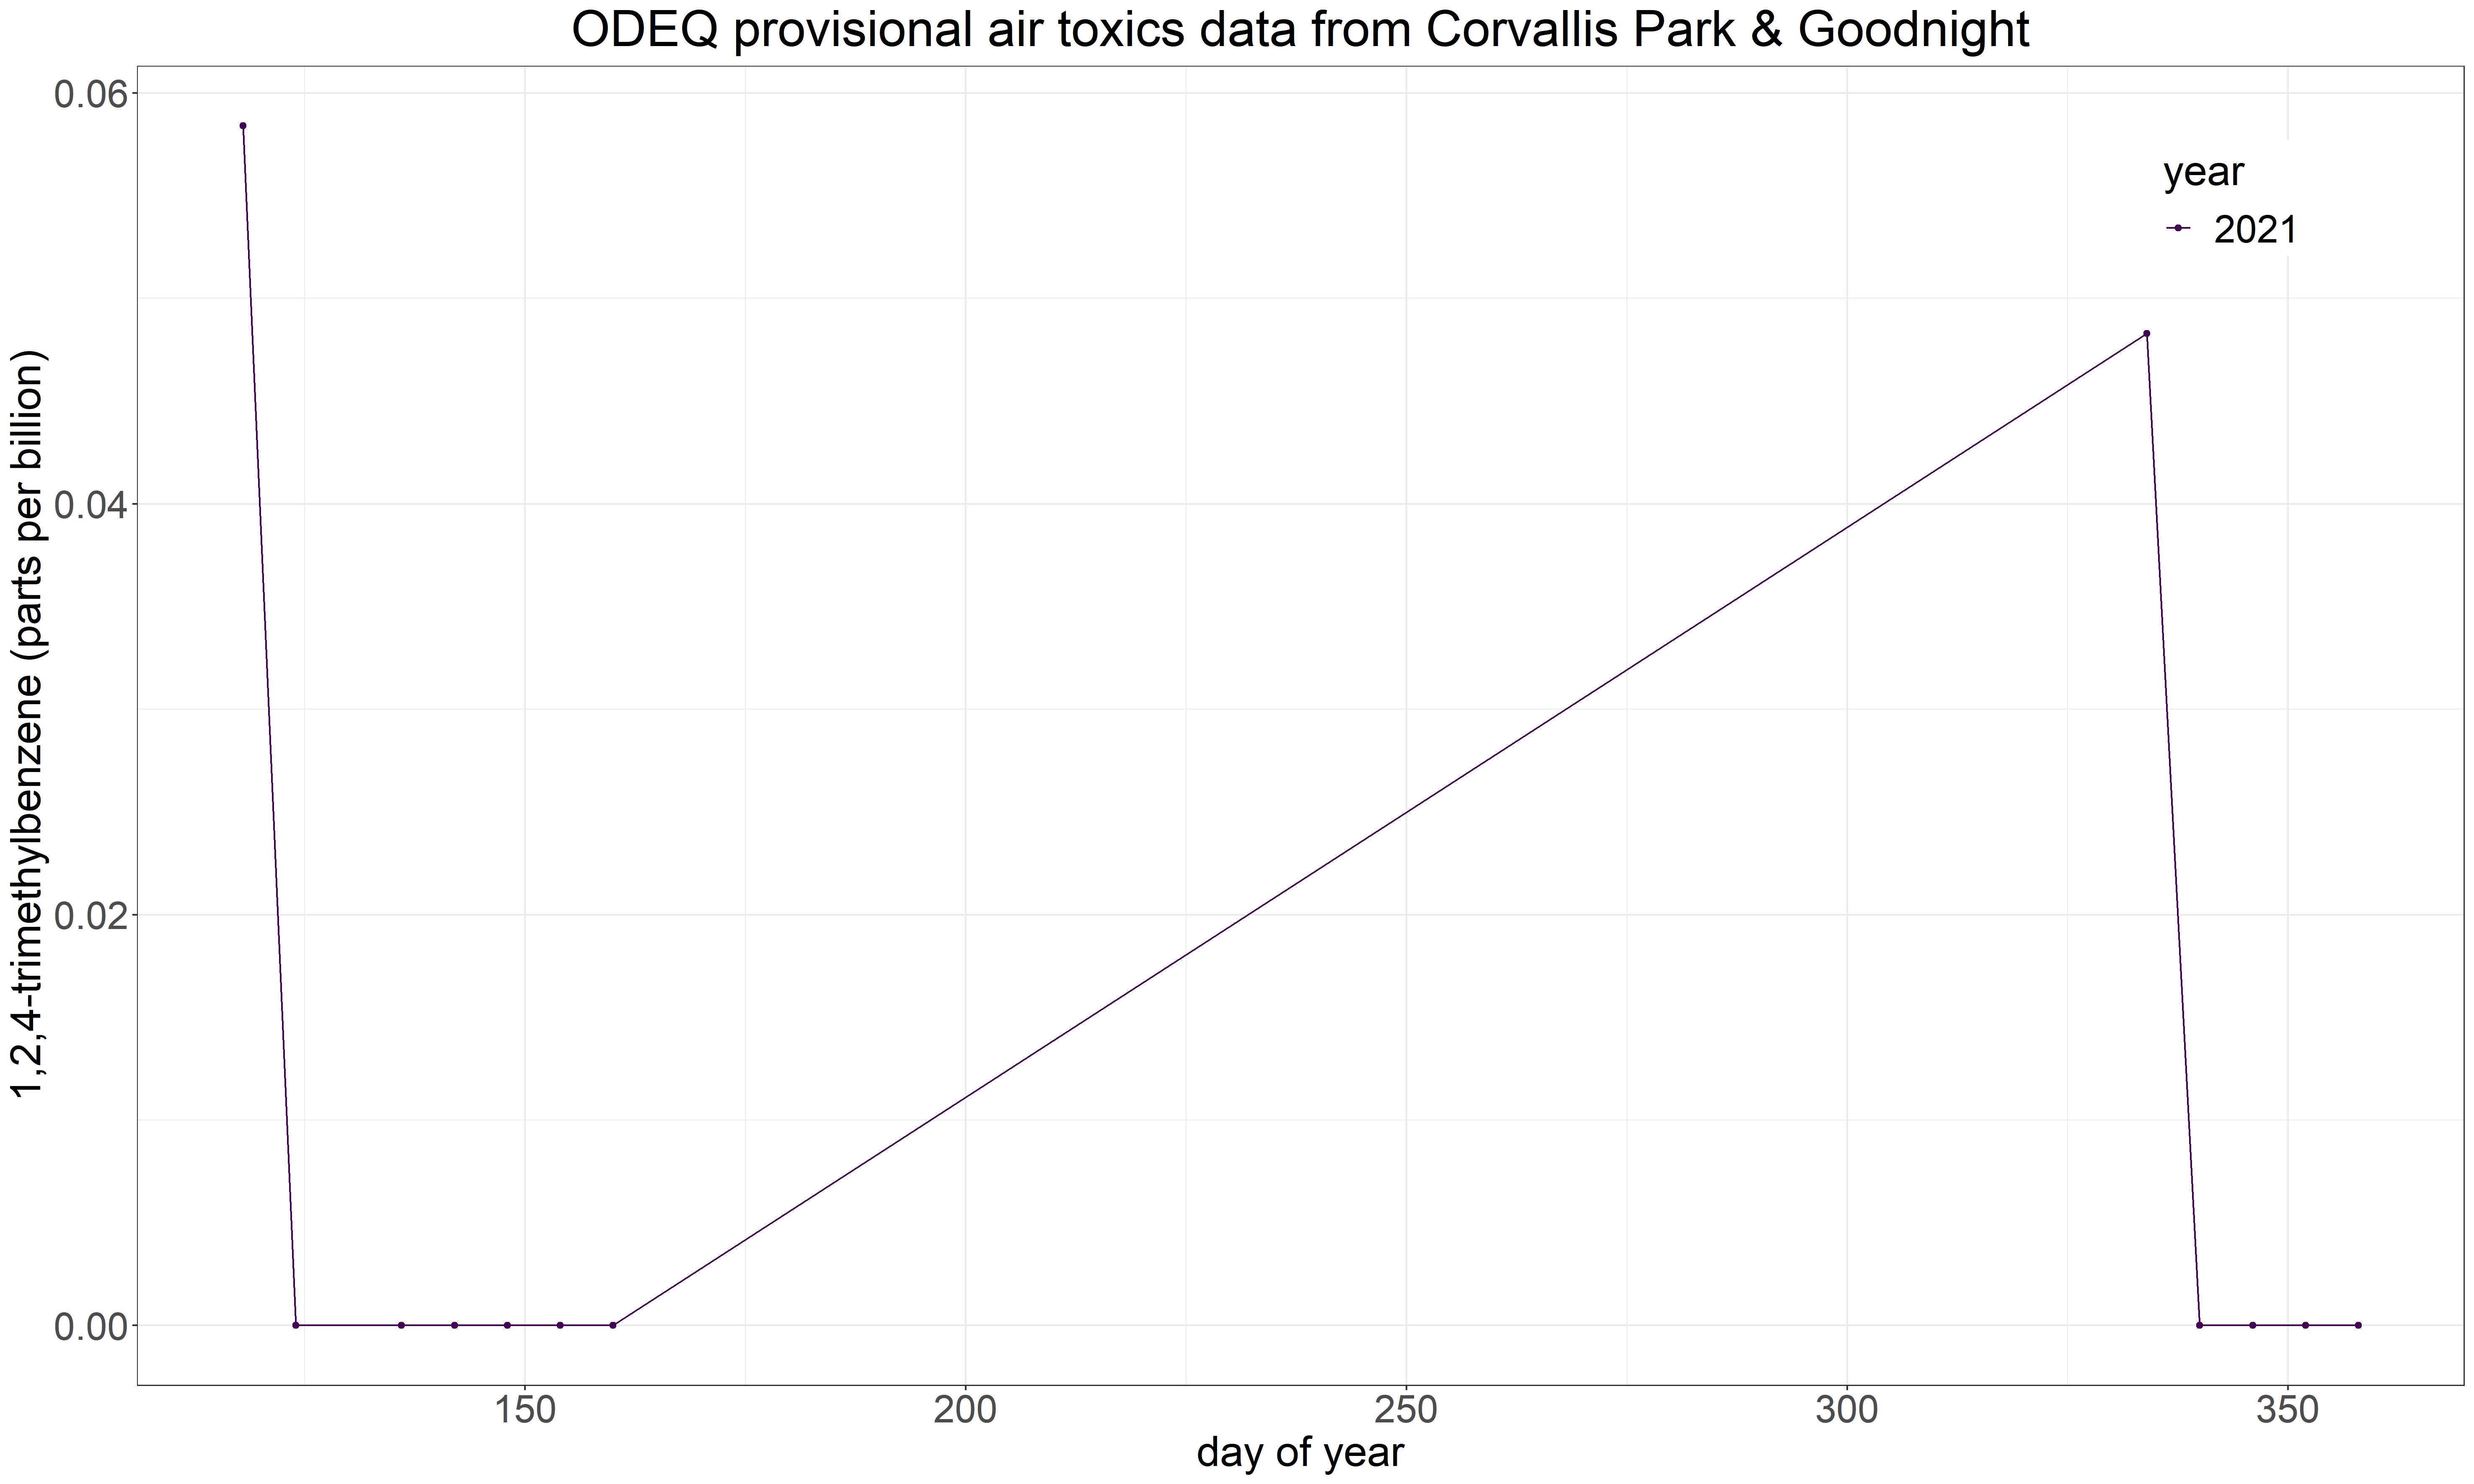 ODEQ provisional air toxics data from Corvallis Park & Goodnight
0.06
0.04
0.02
0.00
1,2,4-trimethylbenzene (parts per billion)
year
2021
150 200 250 300 350
day of year